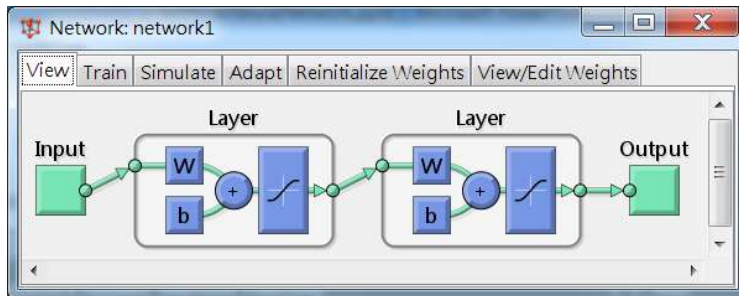 Network: network1
View Train Simulate Adapt Reinitialize Weights View/Edit Weights
Layer Layer
Input Output
W W
+ +
b b